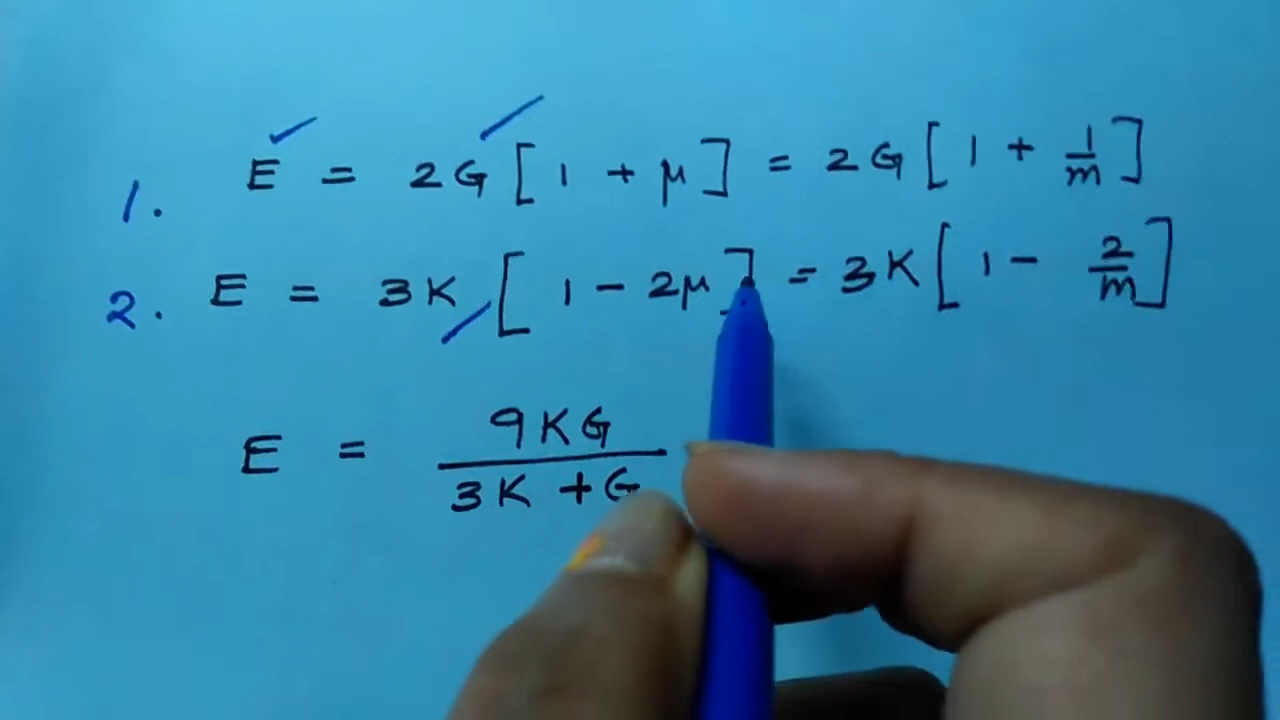 1. E = 2G [ 1 + μ ] = 2G [ 1 + 1/m ]
2. E = 3K [ 1 - 2μ ] = 3K [ 1 - 2/m ]
E = 9KG / 3K + G